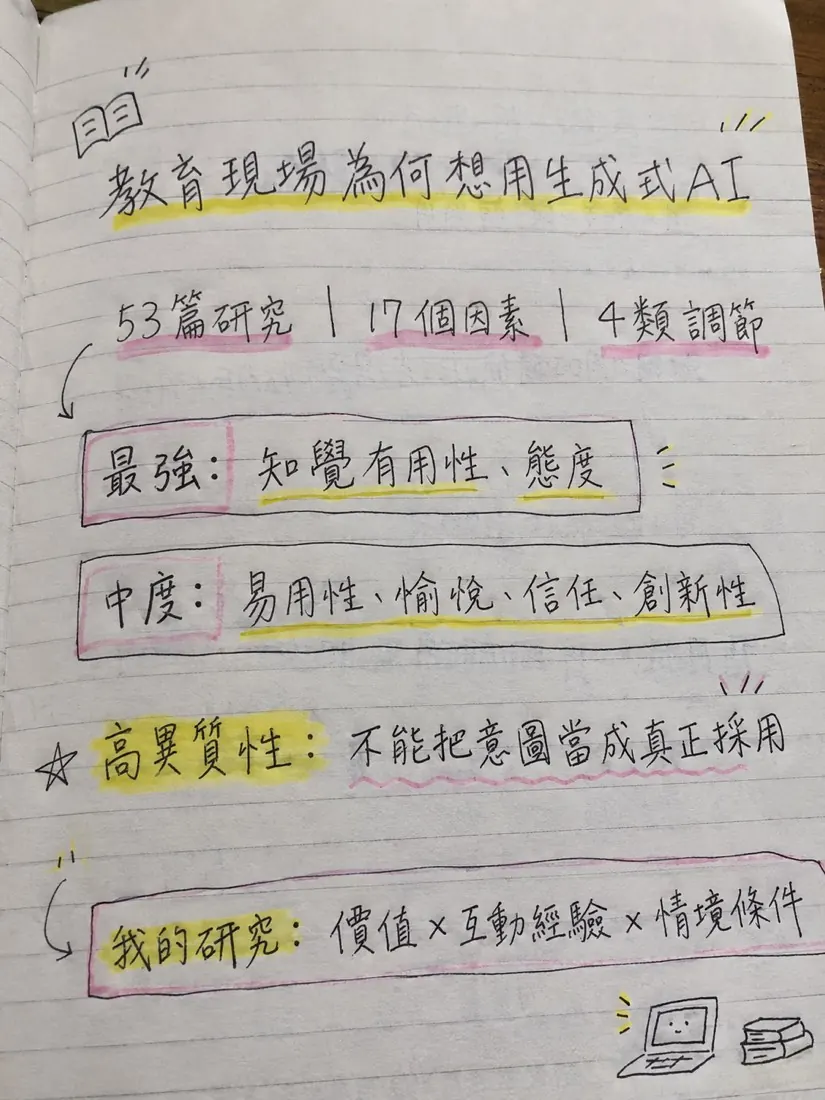 教育現場為何想用生成式AI
53篇研究 | 17個因素 | 4類調節
最強：知覺有用性、態度
中度：易用性、愉悅、信任、創新性
高異質性：不能把意圖當成真正採用
我的研究：價值×互動經驗×情境條件